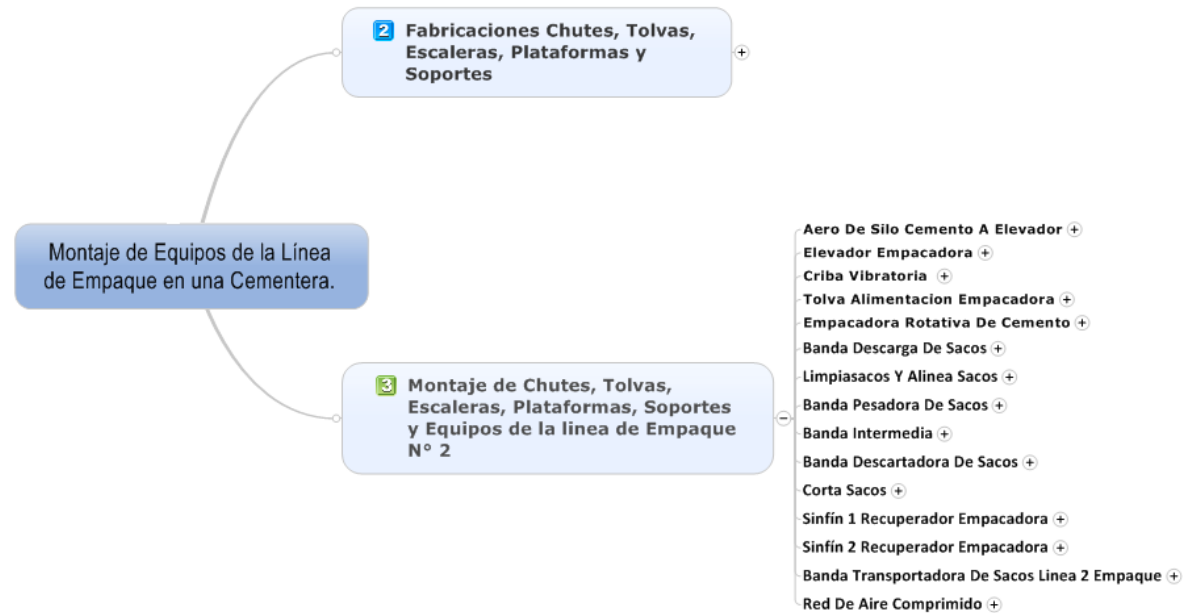 2 Fabricaciones Chutes, Tolvas,
Escaleras, Plataformas y
Soportes
Montaje de Equipos de la Línea
de Empaque en una Cementera.
3 Montaje de Chutes, Tolvas,
Escaleras, Plataformas, Soportes
y Equipos de la linea de Empaque
N° 2
Aero De Silo Cemento A Elevador
Elevador Empacadora
Criba Vibratoria
Tolva Alimentacion Empacadora
Empacadora Rotativa De Cemento
Banda Descarga De Sacos
Limpiasacos Y Alinea Sacos
Banda Pesadora De Sacos
Banda Intermedia
Banda Descartadora De Sacos
Corta Sacos
Sinfín 1 Recuperador Empacadora
Sinfín 2 Recuperador Empacadora
Banda Transportadora De Sacos Linea 2 Empaque
Red De Aire Comprimido